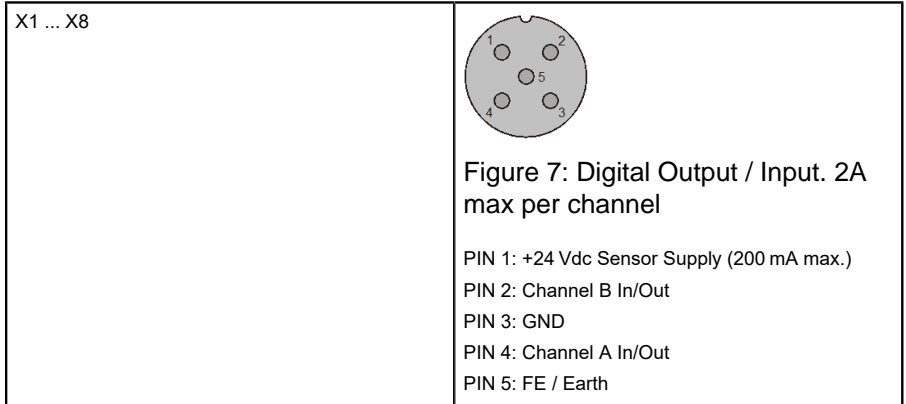 X1 ... X8
1
2
5
4
3
Figure 7: Digital Output / Input. 2A
max per channel
PIN 1: +24 Vdc Sensor Supply (200 mA max.)
PIN 2: Channel B In/Out
PIN 3: GND
PIN 4: Channel A In/Out
PIN 5: FE / Earth